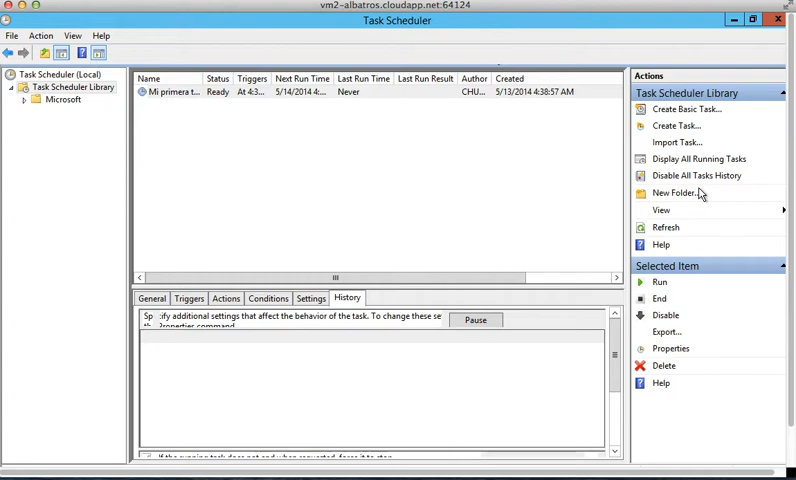 vm2-albatros.cloudapp.net:64124
Task Scheduler
File Action View Help
Task Scheduler (Local)
Task Scheduler Library
Microsoft
Name Status Triggers Next Run Time Last Run Time Last Run Result Author Created
Mi primera t... Ready At 4:3... 5/14/2014 4:... Never CHU... 5/13/2014 4:38:57 AM
General Triggers Actions Conditions Settings History
ify additional settings that affect the behavior of the task. To change these se
Properties command.
Pause
If the running task does not end when requested, force it to stop
Actions
Task Scheduler Library
Create Basic Task...
Create Task...
Import Task...
Display All Running Tasks
Disable All Tasks History
New Folder...
View
Refresh
Help
Selected Item
Run
End
Disable
Export...
Properties
Delete
Help